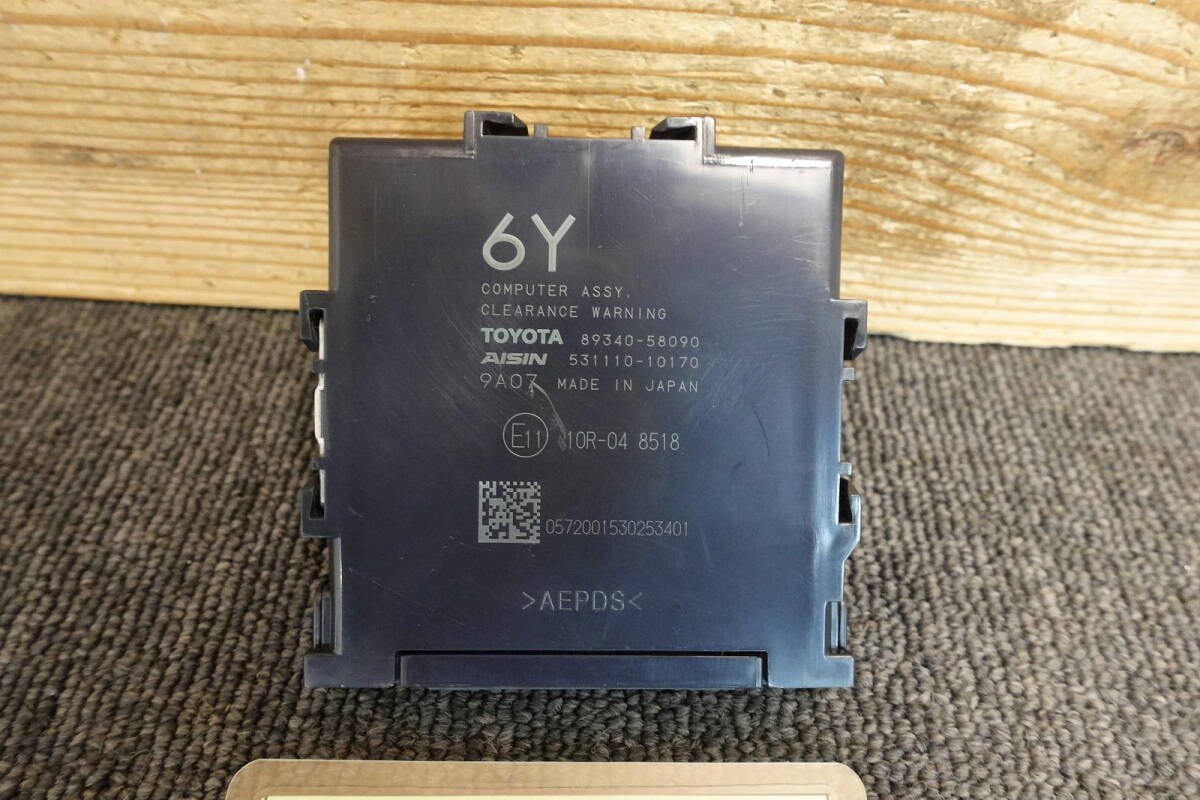 6Y
COMPUTER ASSY,
CLEARANCE WARNING
TOYOTA 89340-58090
AISIN 531110-10170
9A07 MADE IN JAPAN
E11 10R-04 8518
0572001530253401
>AEPDS<